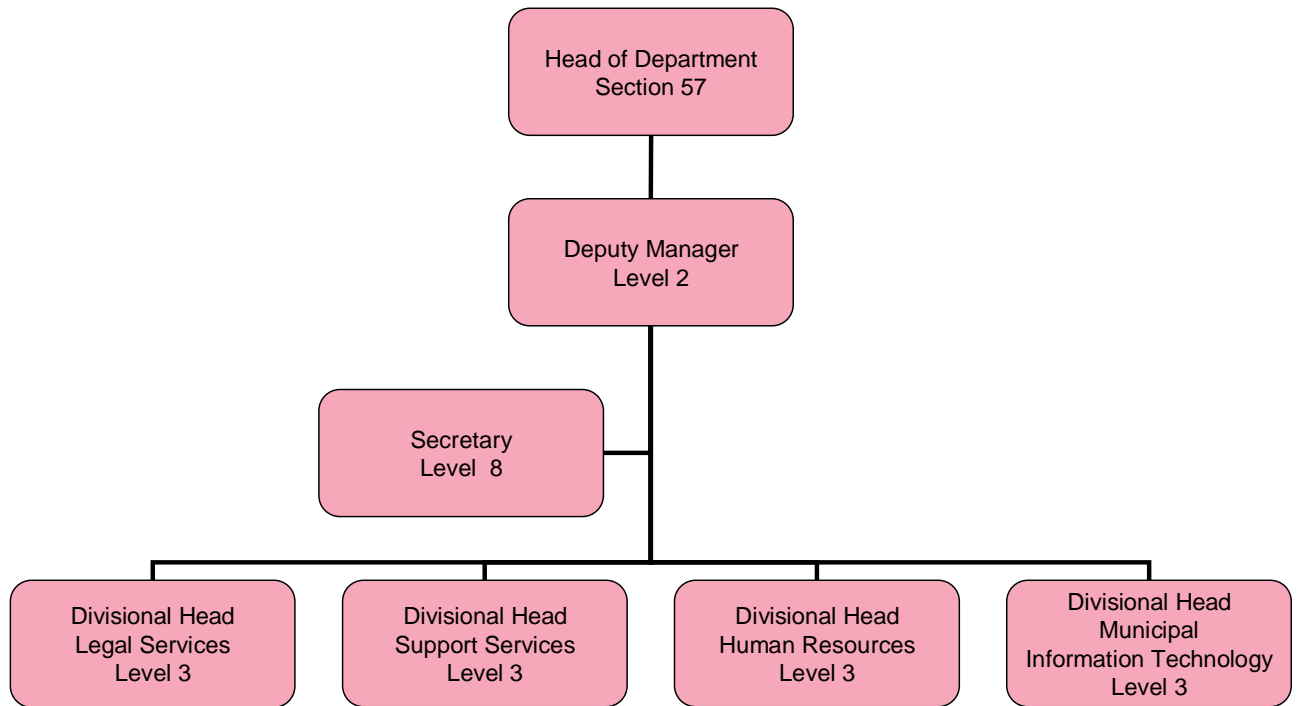 Head of Department
Section 57
Deputy Manager
Level 2
Secretary
Level  8
Divisional Head
Legal Services
Level 3
Divisional Head
Support Services
Level 3
Divisional Head
Human Resources
Level 3
Divisional Head
Municipal
Information Technology
Level 3